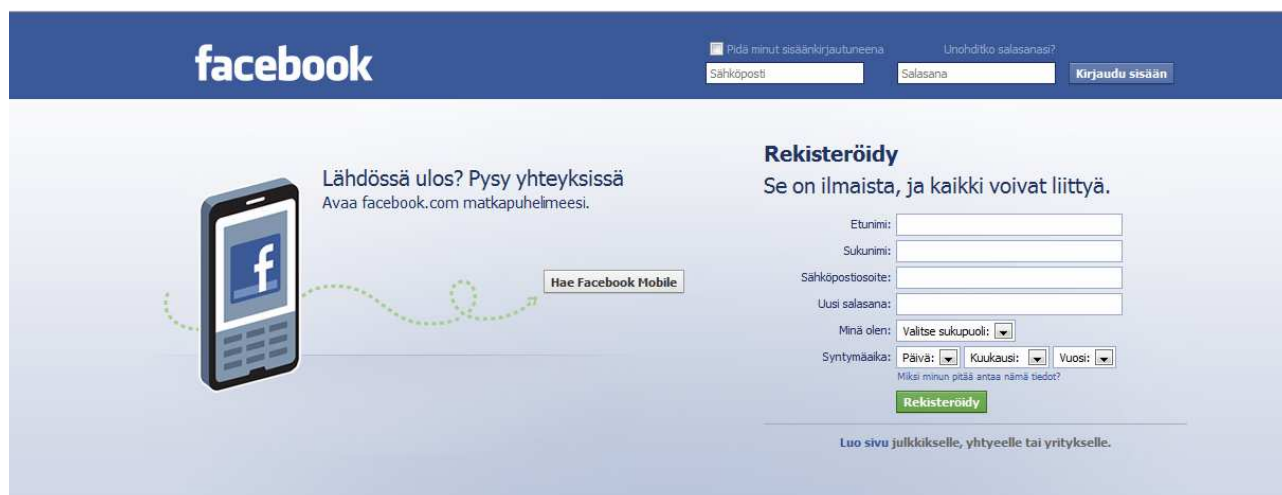 facebook
Pidä minut sisäänkirjautuneena
Unohditko salasanasi?
Sähköposti
Salasana
Kirjaudu sisään
Lähdössä ulos? Pysy yhteyksissä
Avaa facebook.com matkapuhelimeesi.
f
Hae Facebook Mobile
Rekisteröidy
Se on ilmaista, ja kaikki voivat liittyä.
Etunimi:
Sukunimi:
Sähköpostiosoite:
Uusi salasana:
Minä olen: Valitse sukupuoli:
Syntymäaika: Päivä: Kuukausi: Vuosi:
Miksi minun pitää antaa nämä tiedot?
Rekisteröidy
Luo sivu julkkikselle, yhtyeelle tai yritykselle.